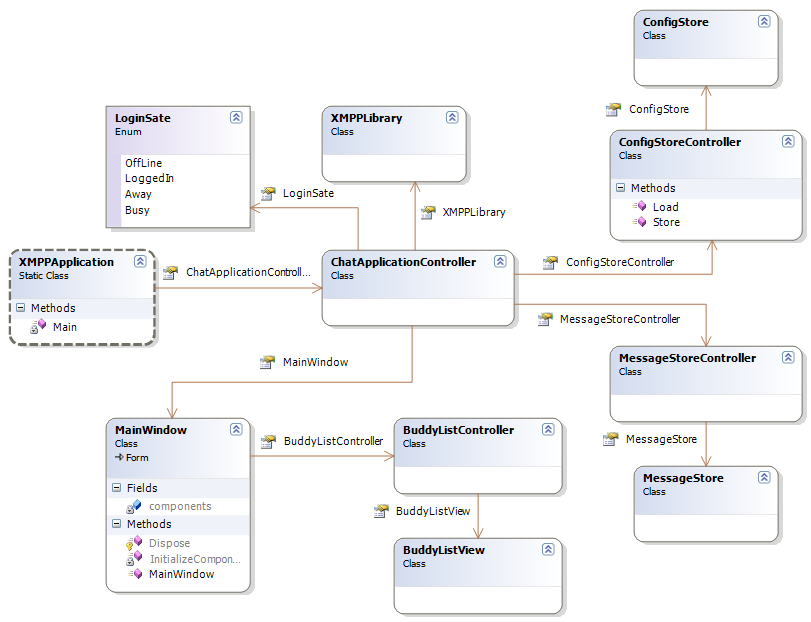 ConfigStore
Class
ConfigStore
LoginSate
Enum
OffLine
LoggedIn
Away
Busy
LoginSate
XMPPLibrary
Class
XMPPLibrary
ConfigStoreController
Class
Methods
Load
Store
XMPPApplication
Static Class
Methods
Main
ChatApplicationControll...
ChatApplicationController
Class
ConfigStoreController
MessageStoreController
MainWindow
MessageStoreController
Class
MessageStore
MessageStore
Class
MainWindow
Class
Form
Fields
components
Methods
Dispose
InitializeCompon...
MainWindow
BuddyListController
BuddyListController
Class
BuddyListView
BuddyListView
Class